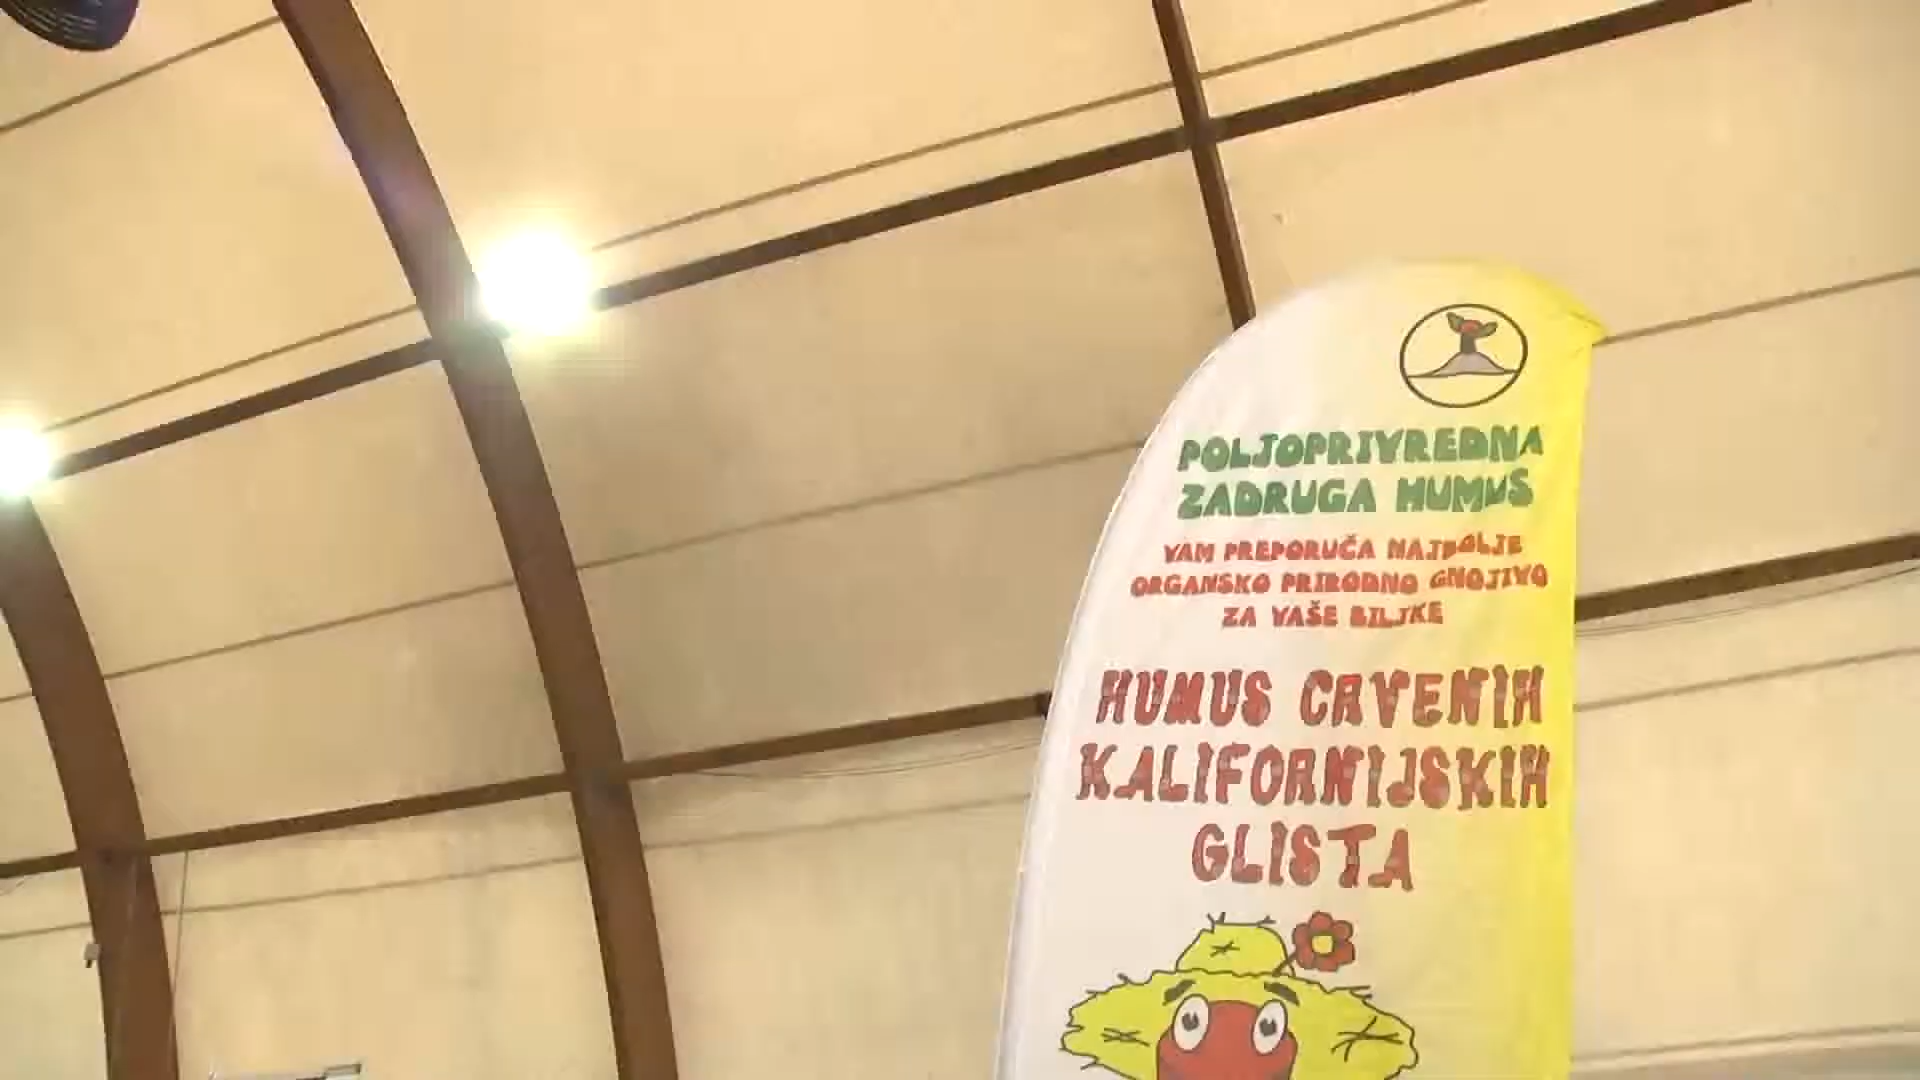 POLJOPRIVREDNA
ZADRUGA HUMUS
VAM PREPORUČA NAJBOLJE
ORGANSKO PRIRODNO GNOJIVO
ZA VAŠE BILJKE
HUMUS CRVENIH
KALIFORNIJSKIH
GLISTA